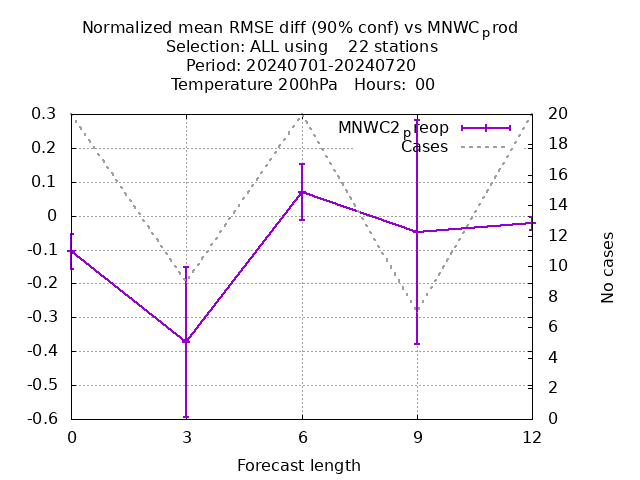 Normalized mean RMSE diff (90% conf) vs MNWCprod
Selection: ALL using    22 stations
Period: 20240701-20240720
Temperature 200hPa   Hours:  00
MNWC2preop
Cases
0.3
0.2
0.1
0
-0.1
-0.2
-0.3
-0.4
-0.5
-0.6
20
18
16
14
12
10
8
6
4
2
0
No cases
0 3 6 9 12
Forecast length